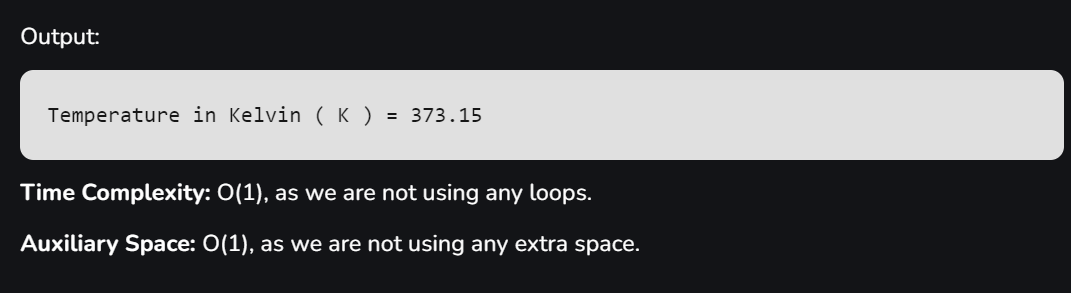 Output:
Temperature in Kelvin ( K ) = 373.15
Time Complexity: O(1), as we are not using any loops.
Auxiliary Space: O(1), as we are not using any extra space.